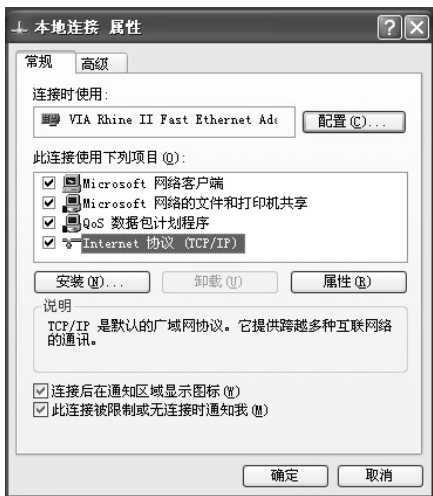 本地连接 属性
常规 高级
连接时使用:
VIA Rhine II Fast Ethernet Ada
配置(C)...
此连接使用下列项目(O):
Microsoft 网络客户端
Microsoft 网络的文件和打印机共享
QoS 数据包计划程序
Internet 协议 (TCP/IP)
安装(N)... 卸载(U) 属性(R)
说明
TCP/IP 是默认的广域网协议。它提供跨越多种互联网络
的通讯。
连接后在通知区域显示图标(W)
此连接被限制或无连接时通知我(M)
确定 取消